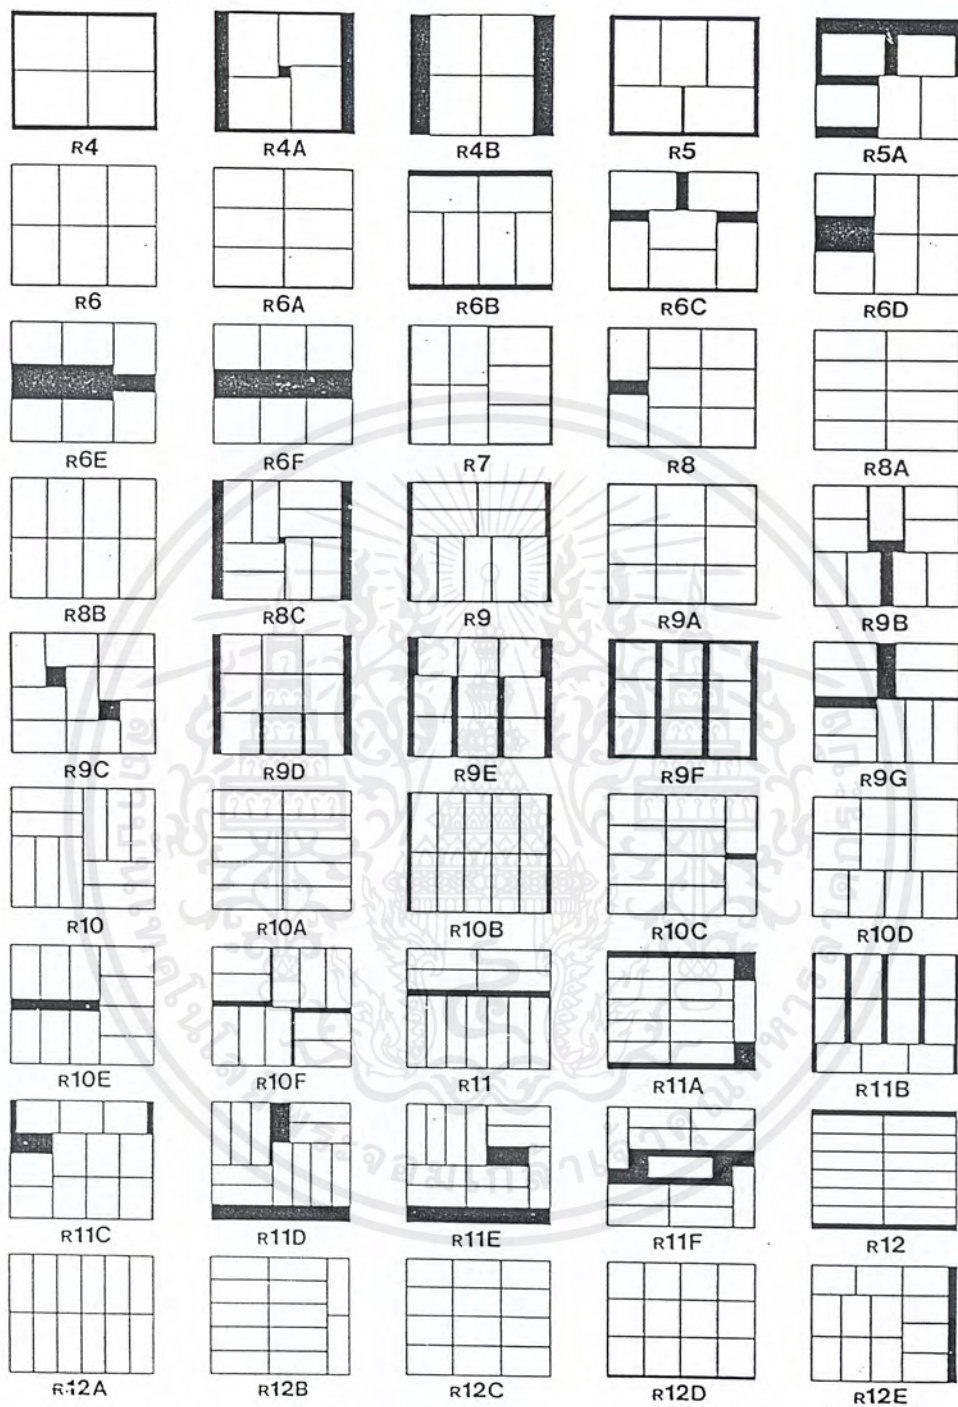 R4 R4A R4B R5 R5A
R6 R6A R6B R6C R6D
R6E R6F R7 R8 R8A
R8B R8C R9 R9A R9B
R9C R9D R9E R9F R9G
R10 R10A R10B R10C R10D
R10E R10F R11 R11A R11B
R11C R11D R11E R11F R12
R12A R12B R12C R12D R12E